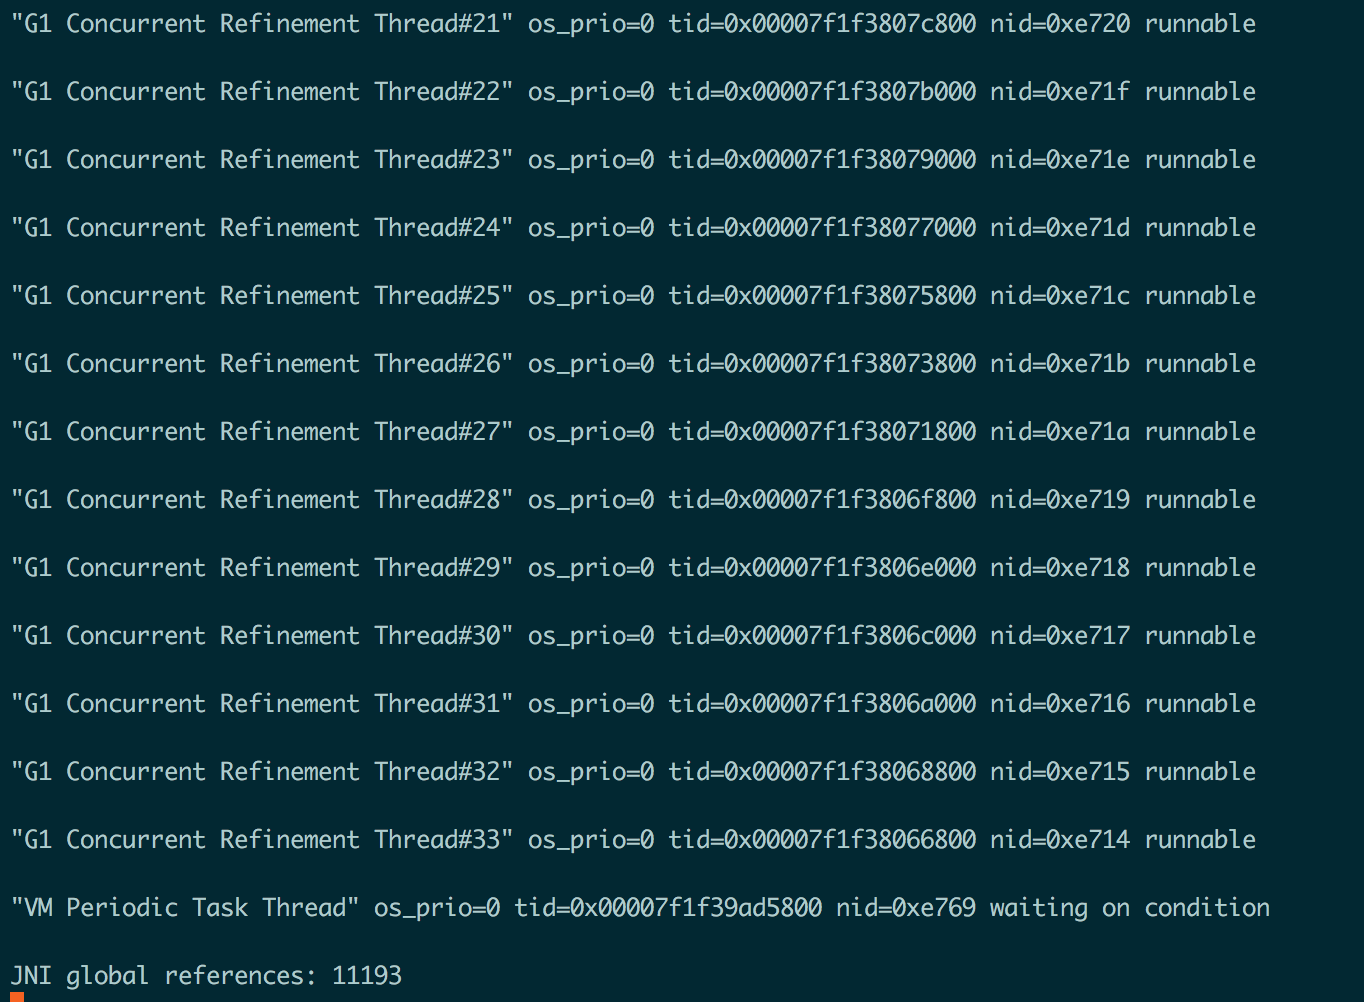 "G1 Concurrent Refinement Thread#21" os_prio=0 tid=0x00007f1f3807c800 nid=0xe720 runnable
"G1 Concurrent Refinement Thread#22" os_prio=0 tid=0x00007f1f3807b000 nid=0xe71f runnable
"G1 Concurrent Refinement Thread#23" os_prio=0 tid=0x00007f1f38079000 nid=0xe71e runnable
"G1 Concurrent Refinement Thread#24" os_prio=0 tid=0x00007f1f38077000 nid=0xe71d runnable
"G1 Concurrent Refinement Thread#25" os_prio=0 tid=0x00007f1f38075800 nid=0xe71c runnable
"G1 Concurrent Refinement Thread#26" os_prio=0 tid=0x00007f1f38073800 nid=0xe71b runnable
"G1 Concurrent Refinement Thread#27" os_prio=0 tid=0x00007f1f38071800 nid=0xe71a runnable
"G1 Concurrent Refinement Thread#28" os_prio=0 tid=0x00007f1f3806f800 nid=0xe719 runnable
"G1 Concurrent Refinement Thread#29" os_prio=0 tid=0x00007f1f3806e000 nid=0xe718 runnable
"G1 Concurrent Refinement Thread#30" os_prio=0 tid=0x00007f1f3806c000 nid=0xe717 runnable
"G1 Concurrent Refinement Thread#31" os_prio=0 tid=0x00007f1f3806a000 nid=0xe716 runnable
"G1 Concurrent Refinement Thread#32" os_prio=0 tid=0x00007f1f38068800 nid=0xe715 runnable
"G1 Concurrent Refinement Thread#33" os_prio=0 tid=0x00007f1f38066800 nid=0xe714 runnable
"VM Periodic Task Thread" os_prio=0 tid=0x00007f1f39ad5800 nid=0xe769 waiting on condition
JNI global references: 11193